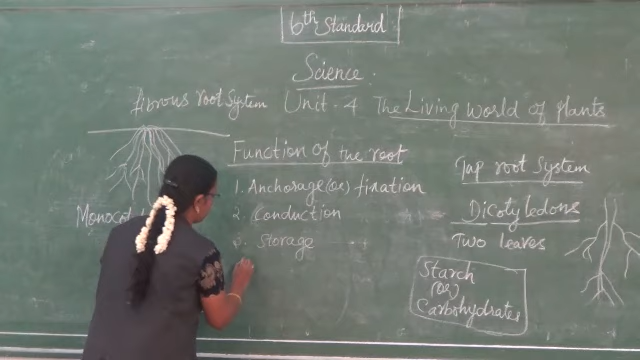 6th Standard
Science.
Unit - 4 The Living World of Plants
fibrous root System
Monocot
Function of the root
1. Anchorage (or) fixation
2. Conduction
3. Storage
Tap root System
Dicotyledons
Two leaves
Starch
(or)
Carbohydrates